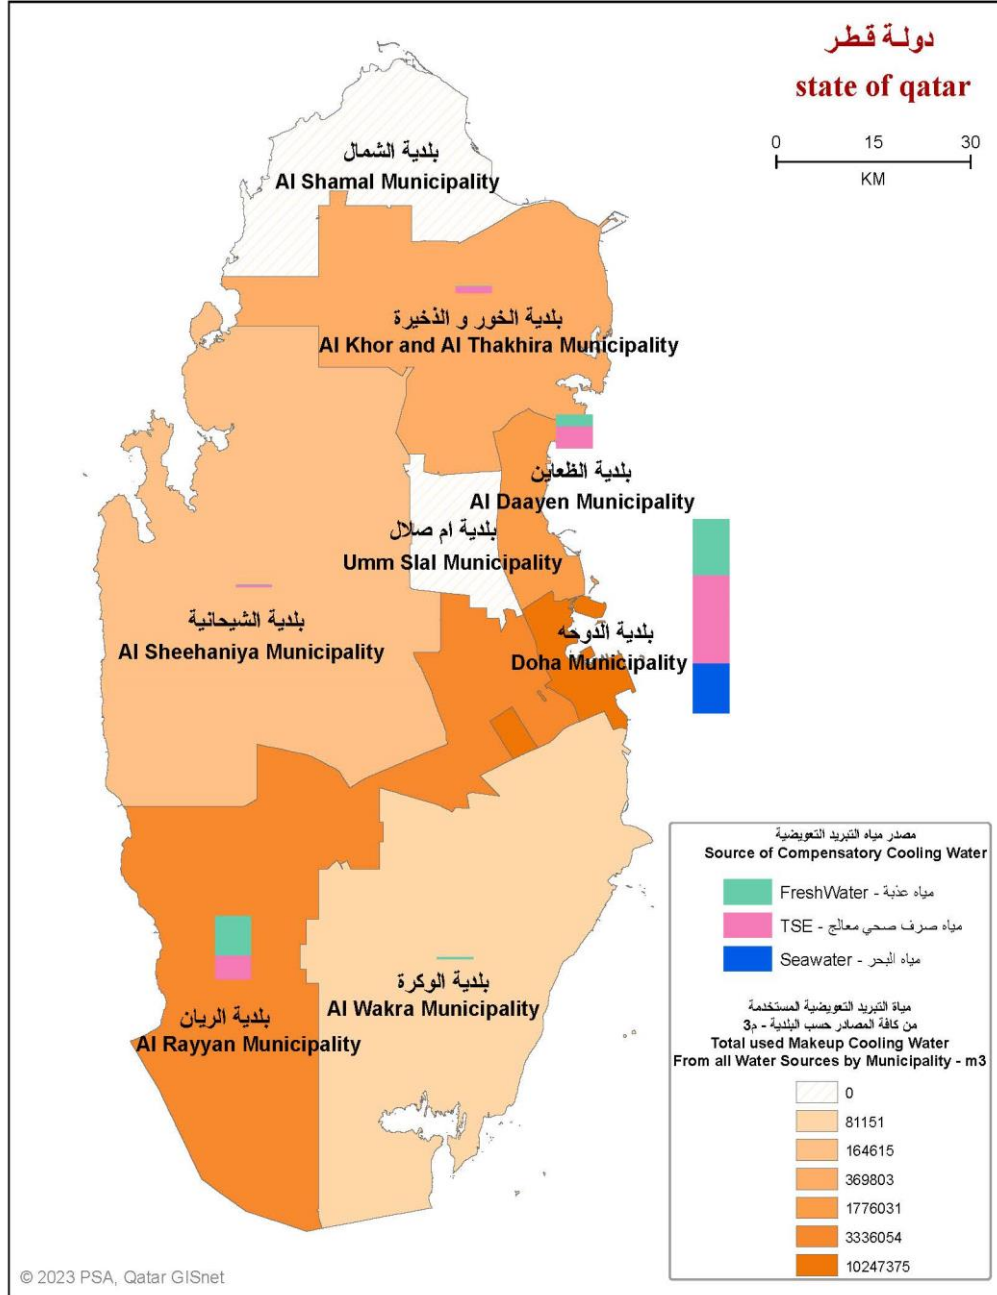 دولـة قـطـر
state of qatar
0 15 30
KM
بلدية الشمال
Al Shamal Municipality
بلدية الخور و الذخيرة
Al Khor and Al Thakhira Municipality
بلدية الظعاين
Al Daayen Municipality
بلدية ام صلال
Umm Slal Municipality
بلدية الشيحانية
Al Sheehaniya Municipality
بلدية الدوحه
Doha Municipality
بلدية الوكرة
Al Wakra Municipality
بلدية الريان
Al Rayyan Municipality
مصدر مياه التبريد التعويضية
Source of Compensatory Cooling Water
FreshWater - مياه عذبة
TSE - مياه صرف صحي معالج
Seawater - مياه البحر
مياة التبريد التعويضية المستخدمة
من كافة المصادر حسب البلدية - م3
Total used Makeup Cooling Water
From all Water Sources by Municipality - m3
0
81151
164615
369803
1776031
3336054
10247375
© 2023 PSA, Qatar GISnet